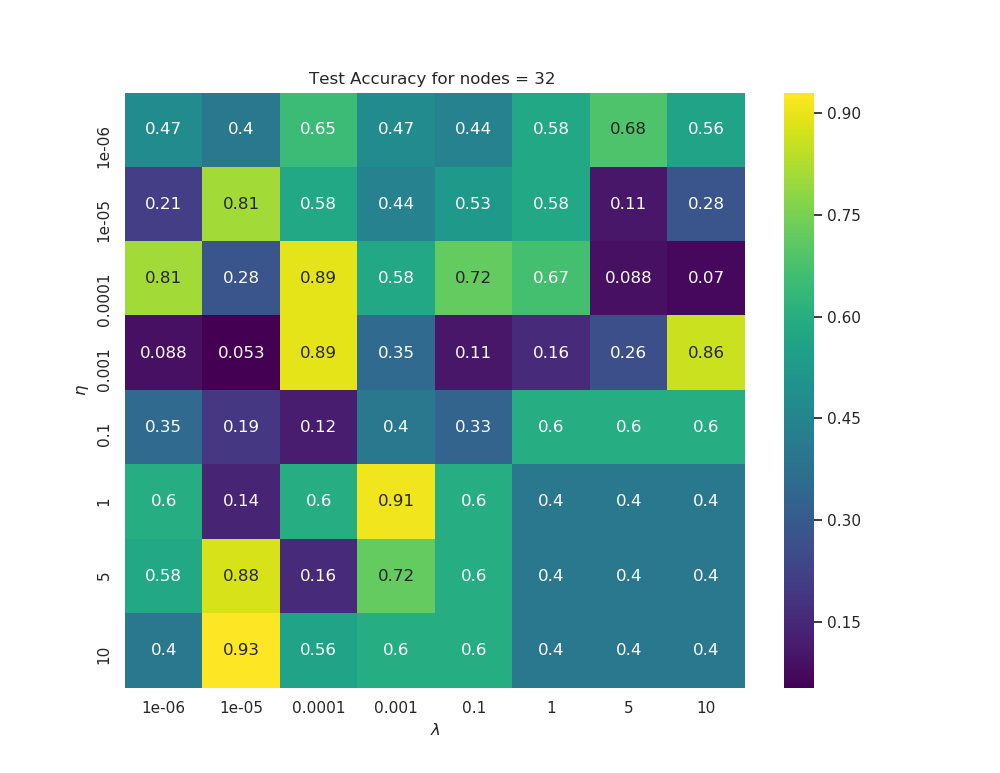 Test Accuracy for nodes = 32
1e-06 0.47 0.4 0.65 0.47 0.44 0.58 0.68 0.56
1e-05 0.21 0.81 0.58 0.44 0.53 0.58 0.11 0.28
0.0001 0.81 0.28 0.89 0.58 0.72 0.67 0.088 0.07
0.001 0.088 0.053 0.89 0.35 0.11 0.16 0.26 0.86
0.1 0.35 0.19 0.12 0.4 0.33 0.6 0.6 0.6
1 0.6 0.14 0.6 0.91 0.6 0.4 0.4 0.4
5 0.58 0.88 0.16 0.72 0.6 0.4 0.4 0.4
10 0.4 0.93 0.56 0.6 0.6 0.4 0.4 0.4
η
1e-06 1e-05 0.0001 0.001 0.1 1 5 10
λ
0.90
0.75
0.60
0.45
0.30
0.15